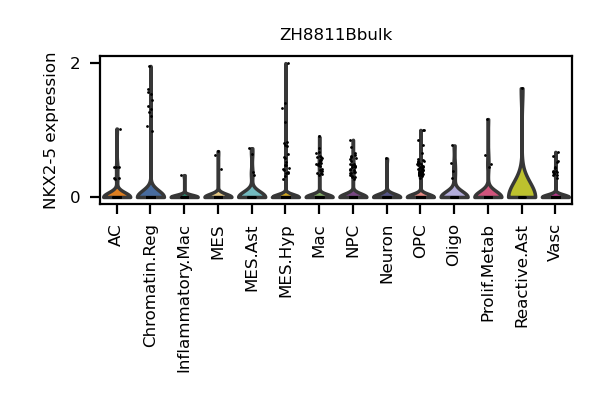 ZH8811Bbulk
NKX2-5 expression
2
0
AC
Chromatin.Reg
Inflammatory.Mac
MES
MES.Ast
MES.Hyp
Mac
NPC
Neuron
OPC
Oligo
Prolif.Metab
Reactive.Ast
Vasc